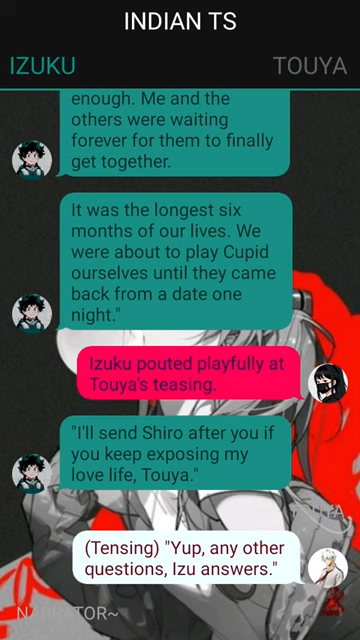 INDIAN TS
IZUKU
TOUYA
enough. Me and the
others were waiting
forever for them to finally
get together.
It was the longest six
months of our lives. We
were about to play Cupid
ourselves until they came
back from a date one
night."
Izuku pouted playfully at
Touya's teasing.
"I'll send Shiro after you if
you keep exposing my
love life, Touya."
TOUYA
(Tensing) "Yup, any other
questions, Izu answers."
NARRATOR~